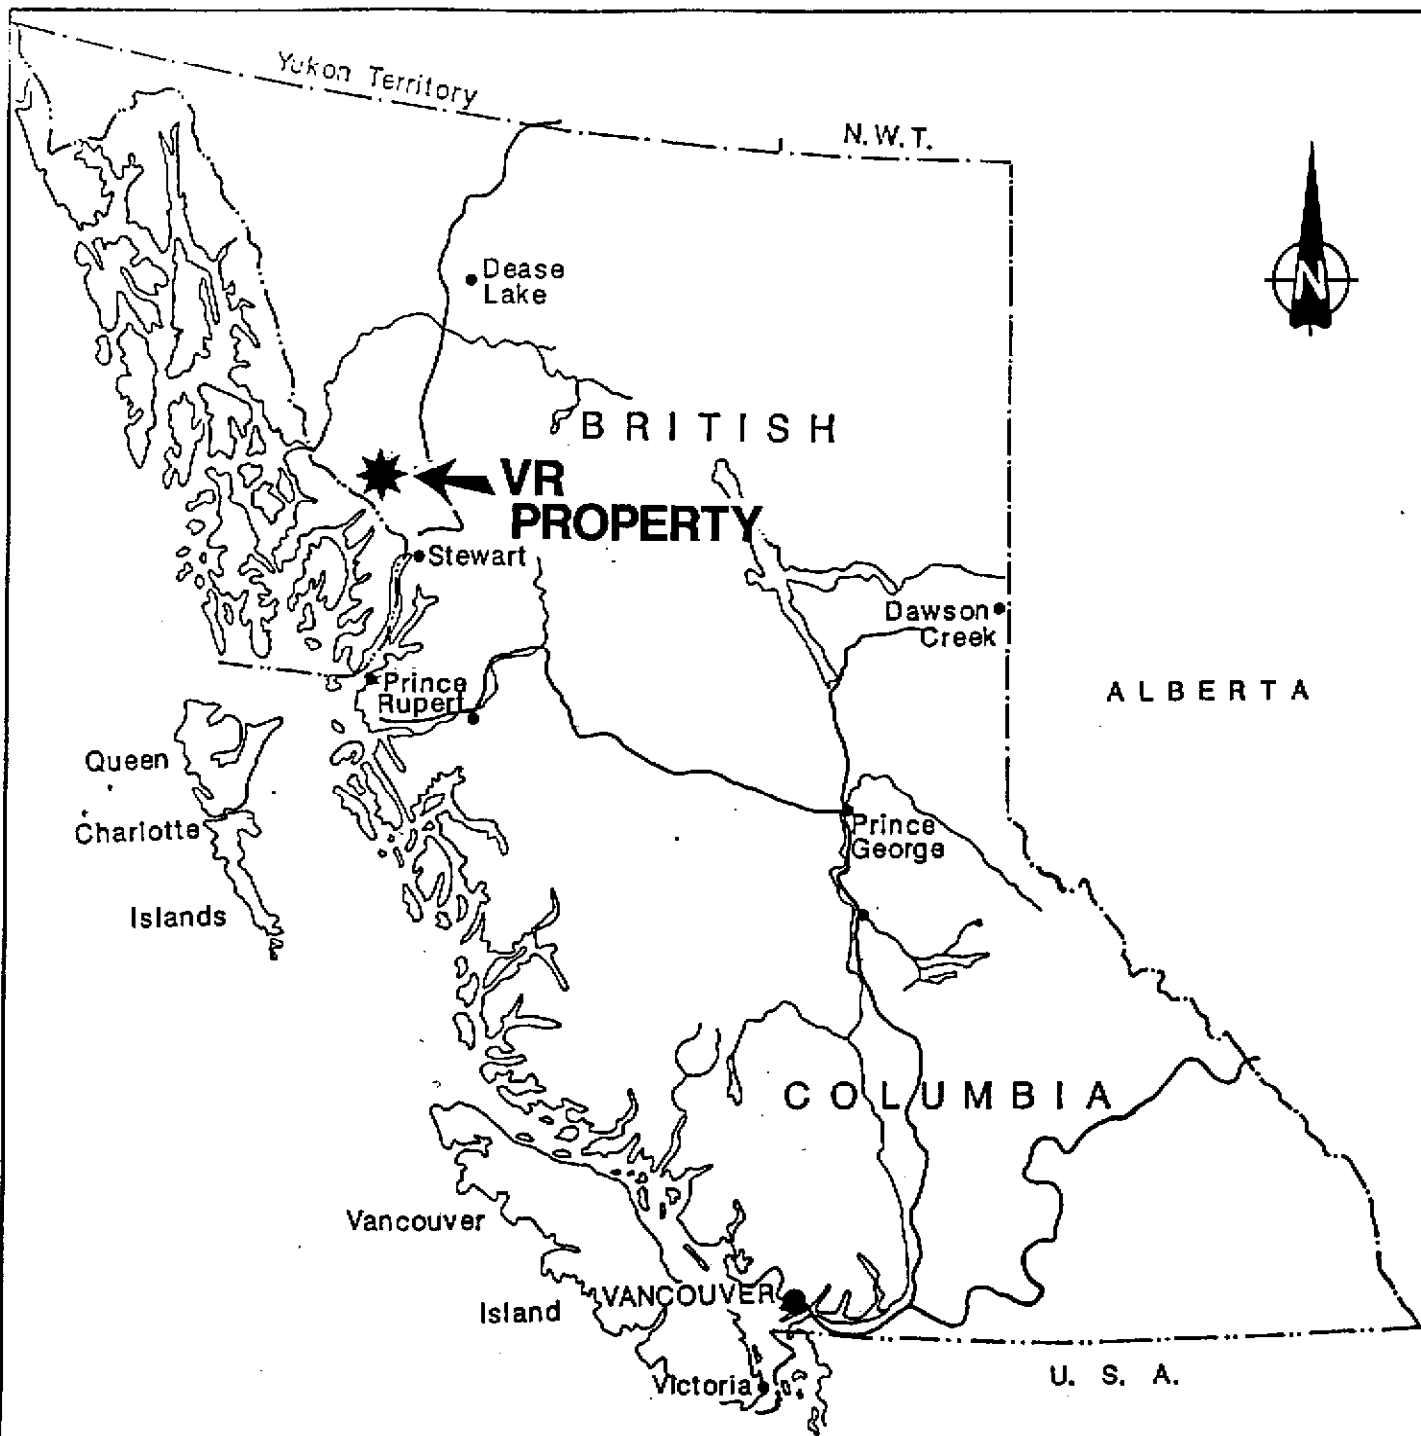 Yukon Territory
N.W.T.
N
Dease
Lake
BRITISH
VR
PROPERTY
Stewart
Dawson
Creek
Prince
Rupert
ALBERTA
Queen
Charlotte
Islands
Prince
George
COLUMBIA
Vancouver
Island
VANCOUVER
Victoria
U. S. A.